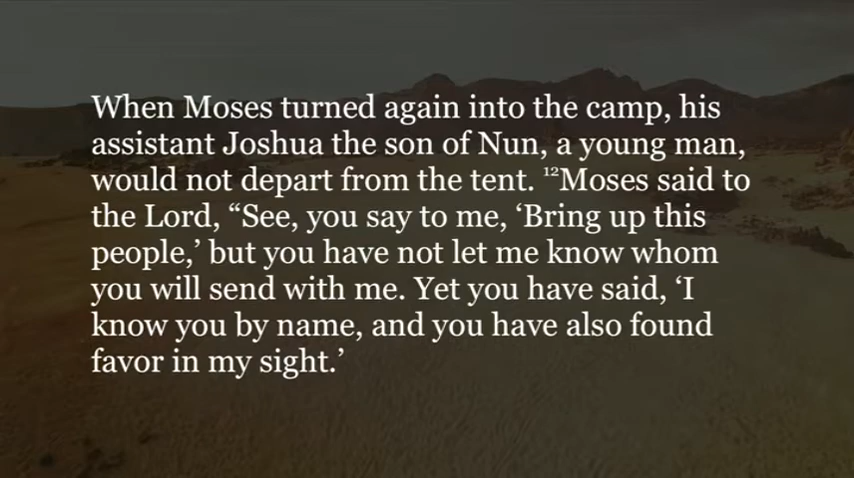 When Moses turned again into the camp, his
assistant Joshua the son of Nun, a young man,
would not depart from the tent. ¹²Moses said to
the Lord, “See, you say to me, ‘Bring up this
people,’ but you have not let me know whom
you will send with me. Yet you have said, ‘I
know you by name, and you have also found
favor in my sight.’